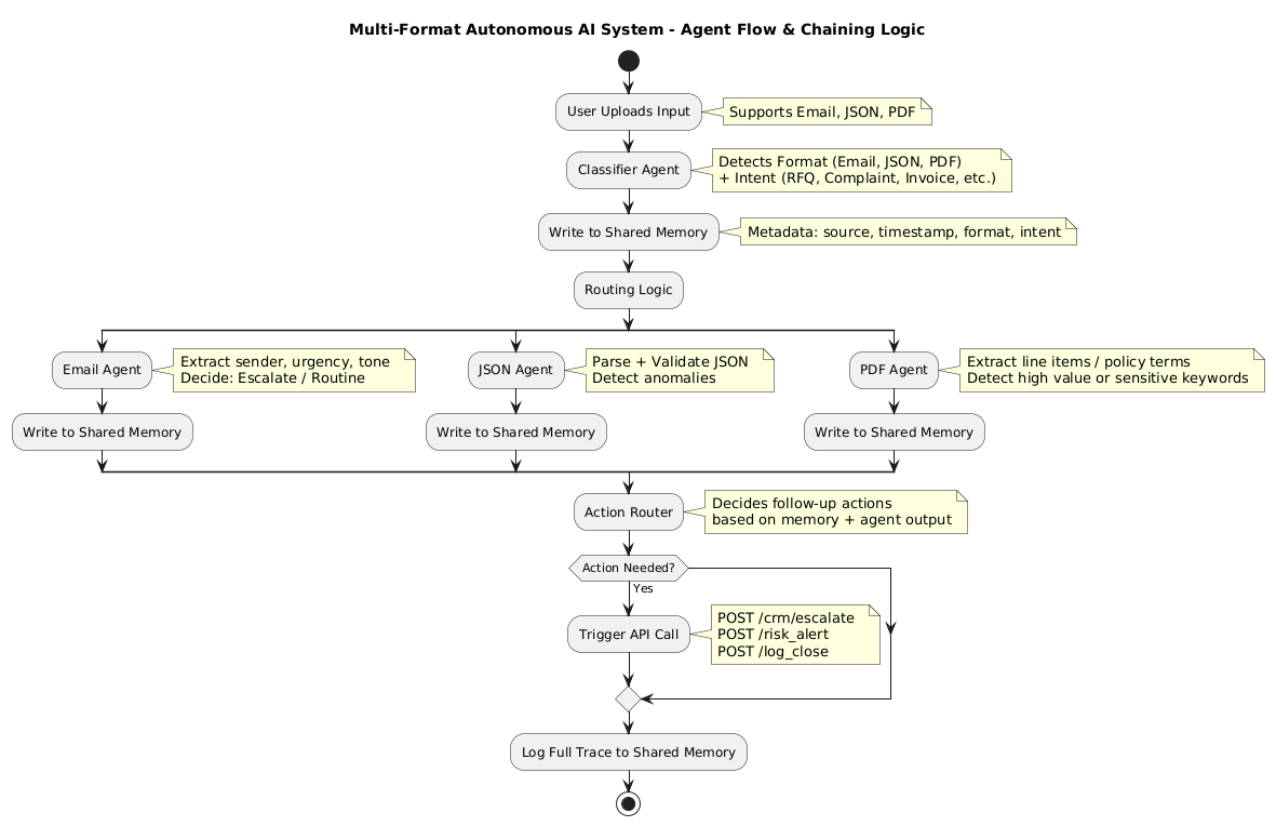 Multi-Format Autonomous AI System - Agent Flow & Chaining Logic
User Uploads Input
Supports Email, JSON, PDF
Classifier Agent
Detects Format (Email, JSON, PDF)
+ Intent (RFQ, Complaint, Invoice, etc.)
Write to Shared Memory
Metadata: source, timestamp, format, intent
Routing Logic
Email Agent
Extract sender, urgency, tone
Decide: Escalate / Routine
JSON Agent
Parse + Validate JSON
Detect anomalies
PDF Agent
Extract line items / policy terms
Detect high value or sensitive keywords
Write to Shared Memory
Write to Shared Memory
Write to Shared Memory
Action Router
Decides follow-up actions
based on memory + agent output
Action Needed?
Yes
Trigger API Call
POST /crm/escalate
POST /risk_alert
POST /log_close
Log Full Trace to Shared Memory